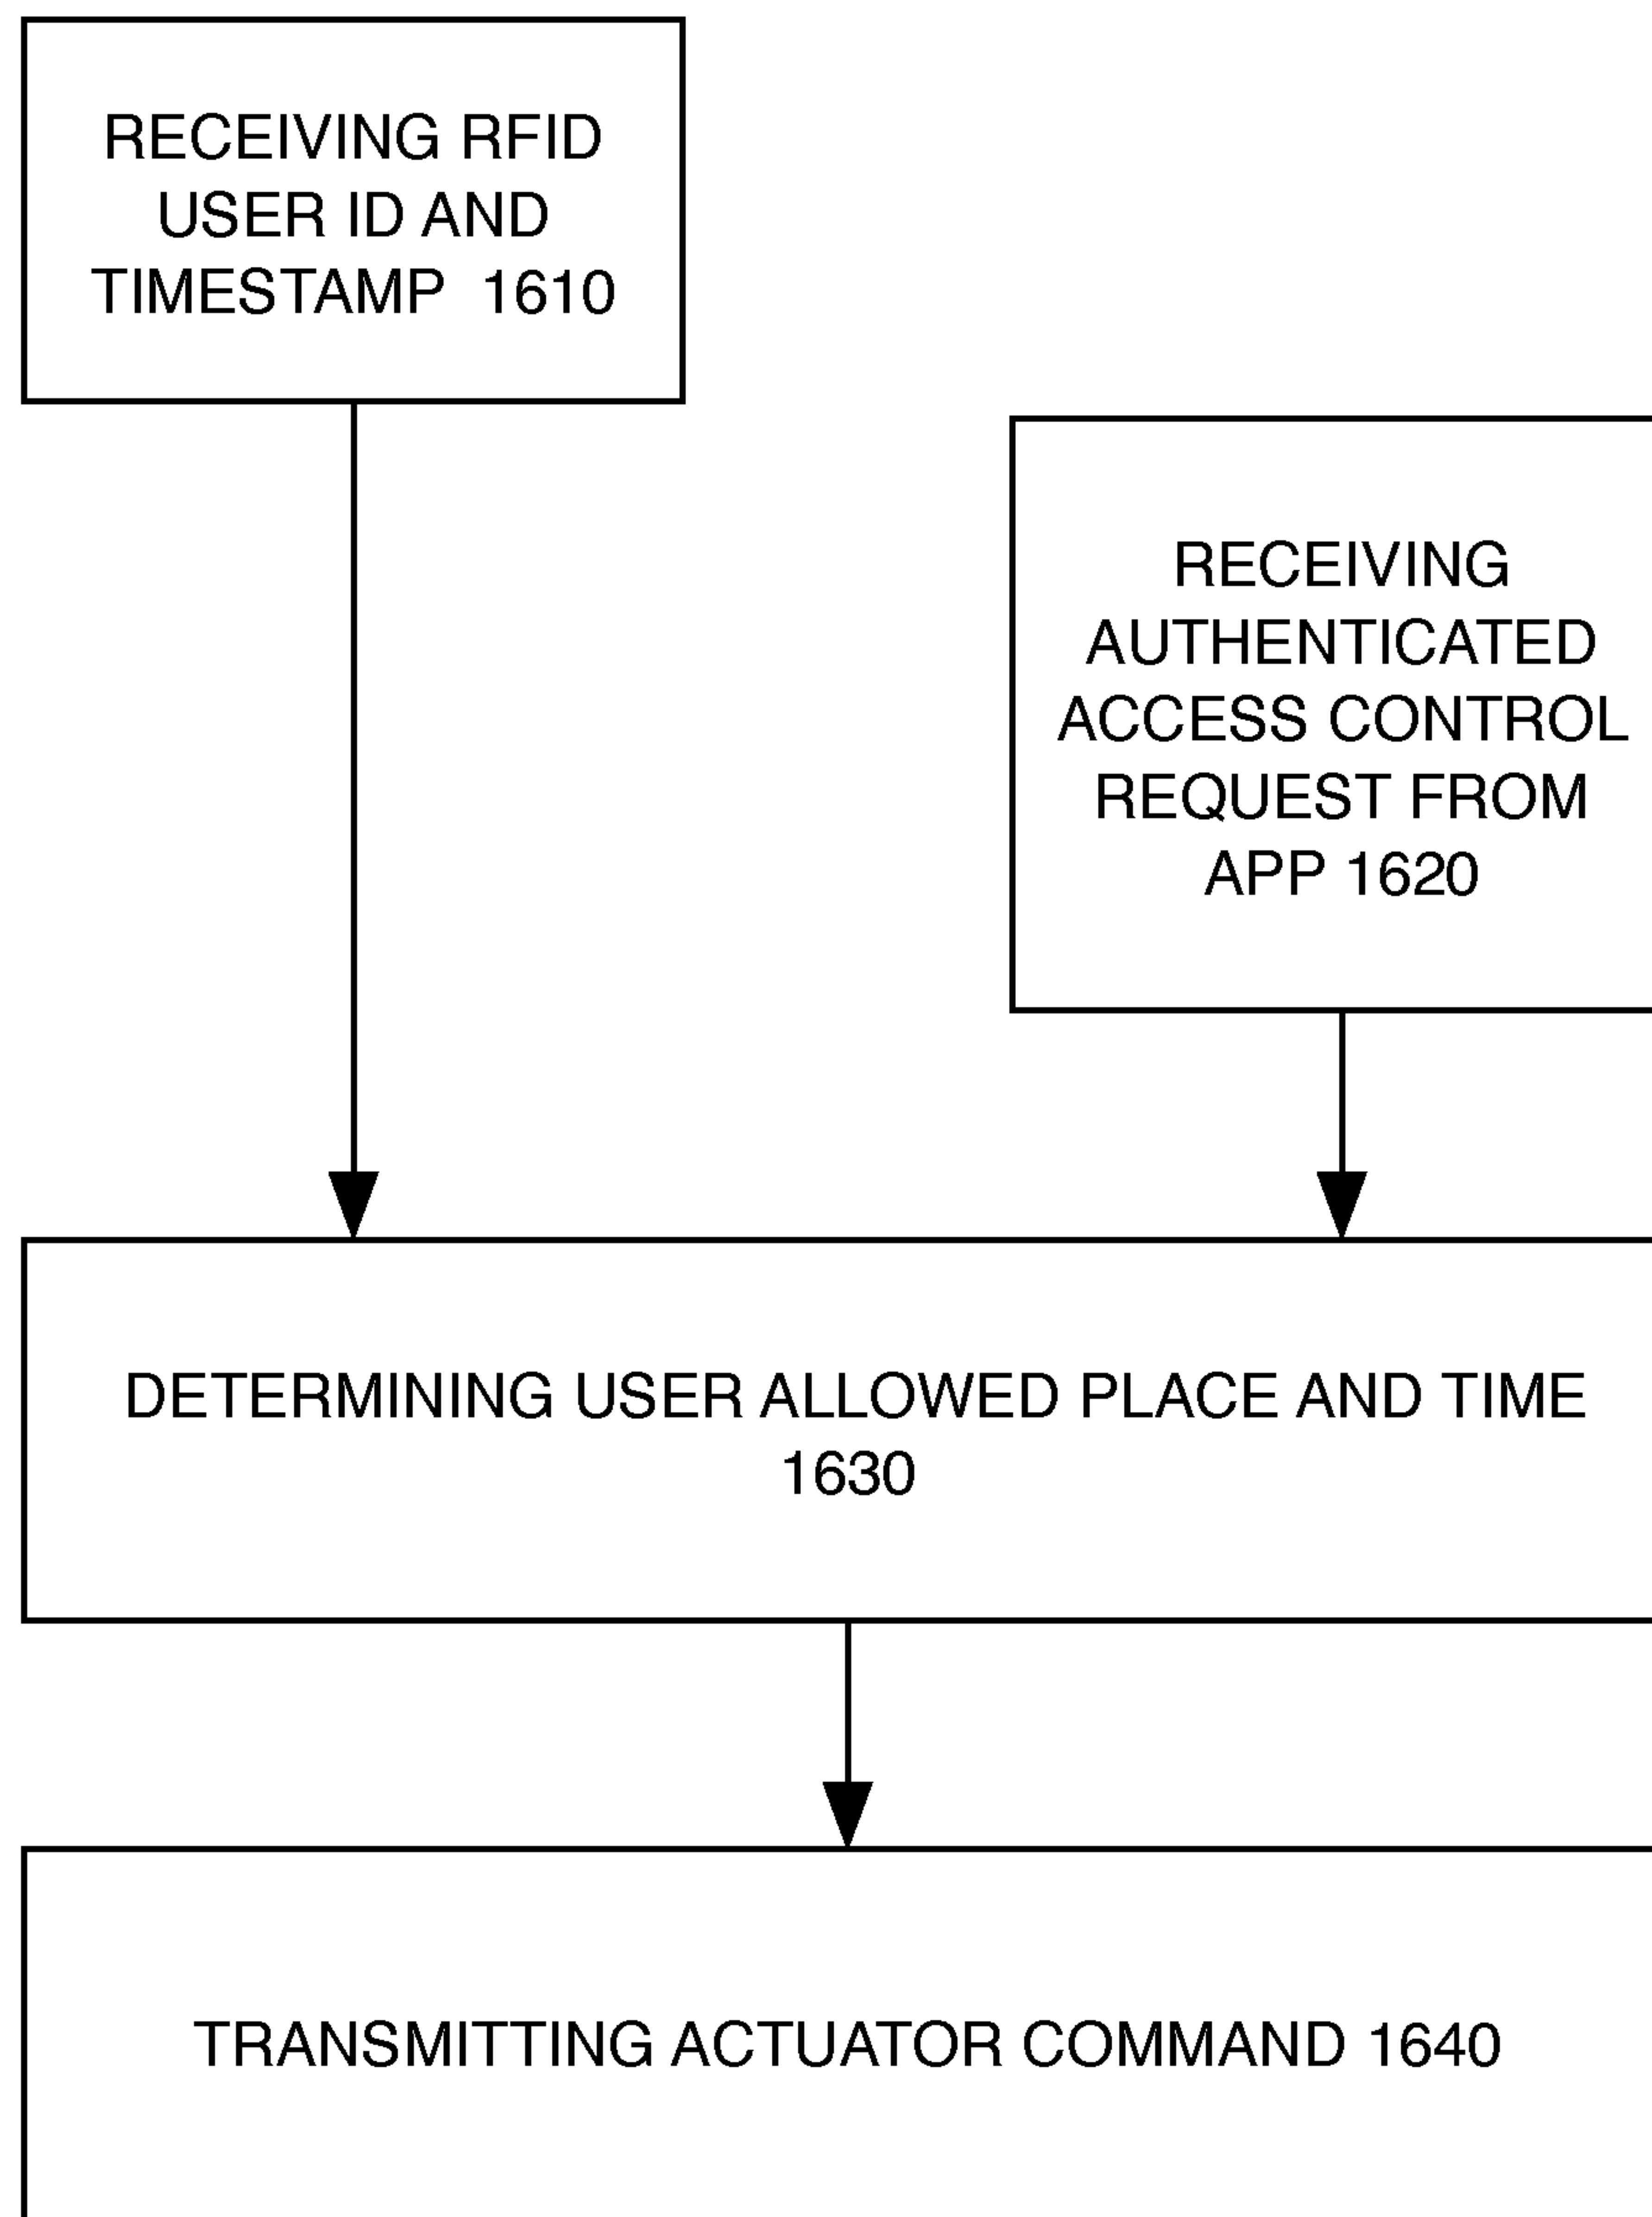 RECEIVING RFID
USER ID AND
TIMESTAMP 1610
RECEIVING
AUTHENTICATED
ACCESS CONTROL
REQUEST FROM
APP 1620
DETERMINING USER ALLOWED PLACE AND TIME
1630
TRANSMITTING ACTUATOR COMMAND 1640